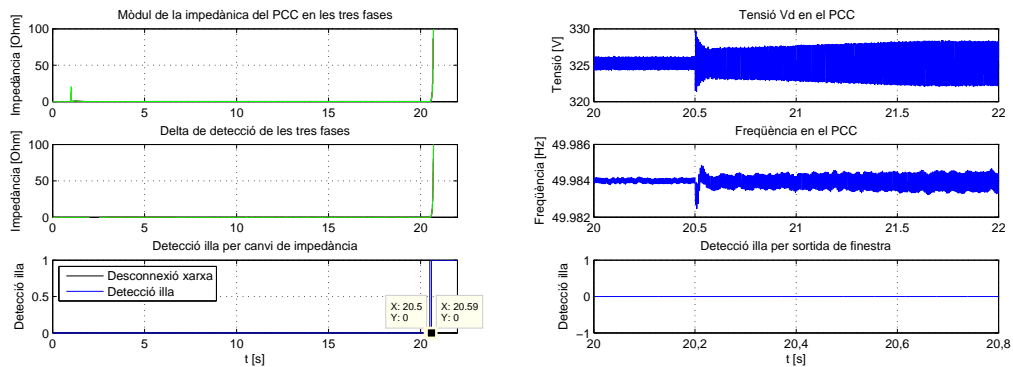 Mòdul de la impedànica del PCC en les tres fases
Impedància [Ohm]
100
50
0
0 5 10 15 20
Delta de detecció de les tres fases
Impedància [Ohm]
100
50
0
0 5 10 15 20
Detecció illa per canvi de impedància
Detecció illa
1
0.5
0
Desconnexió xarxa
Detecció illa
X: 20.5
Y: 0
X: 20.59
Y: 0
0 5 10 15 20
t [s]
Tensió Vd en el PCC
Tensió [V]
330
325
320
20 20.5 21 21.5 22
Freqüència en el PCC
Freqüència [Hz]
49.986
49.984
49.982
20 20.5 21 21.5 22
Detecció illa per sortida de finestra
Detecció illa
1
0
−1
20 20,2 20,4 20,6 20,8
t [s]